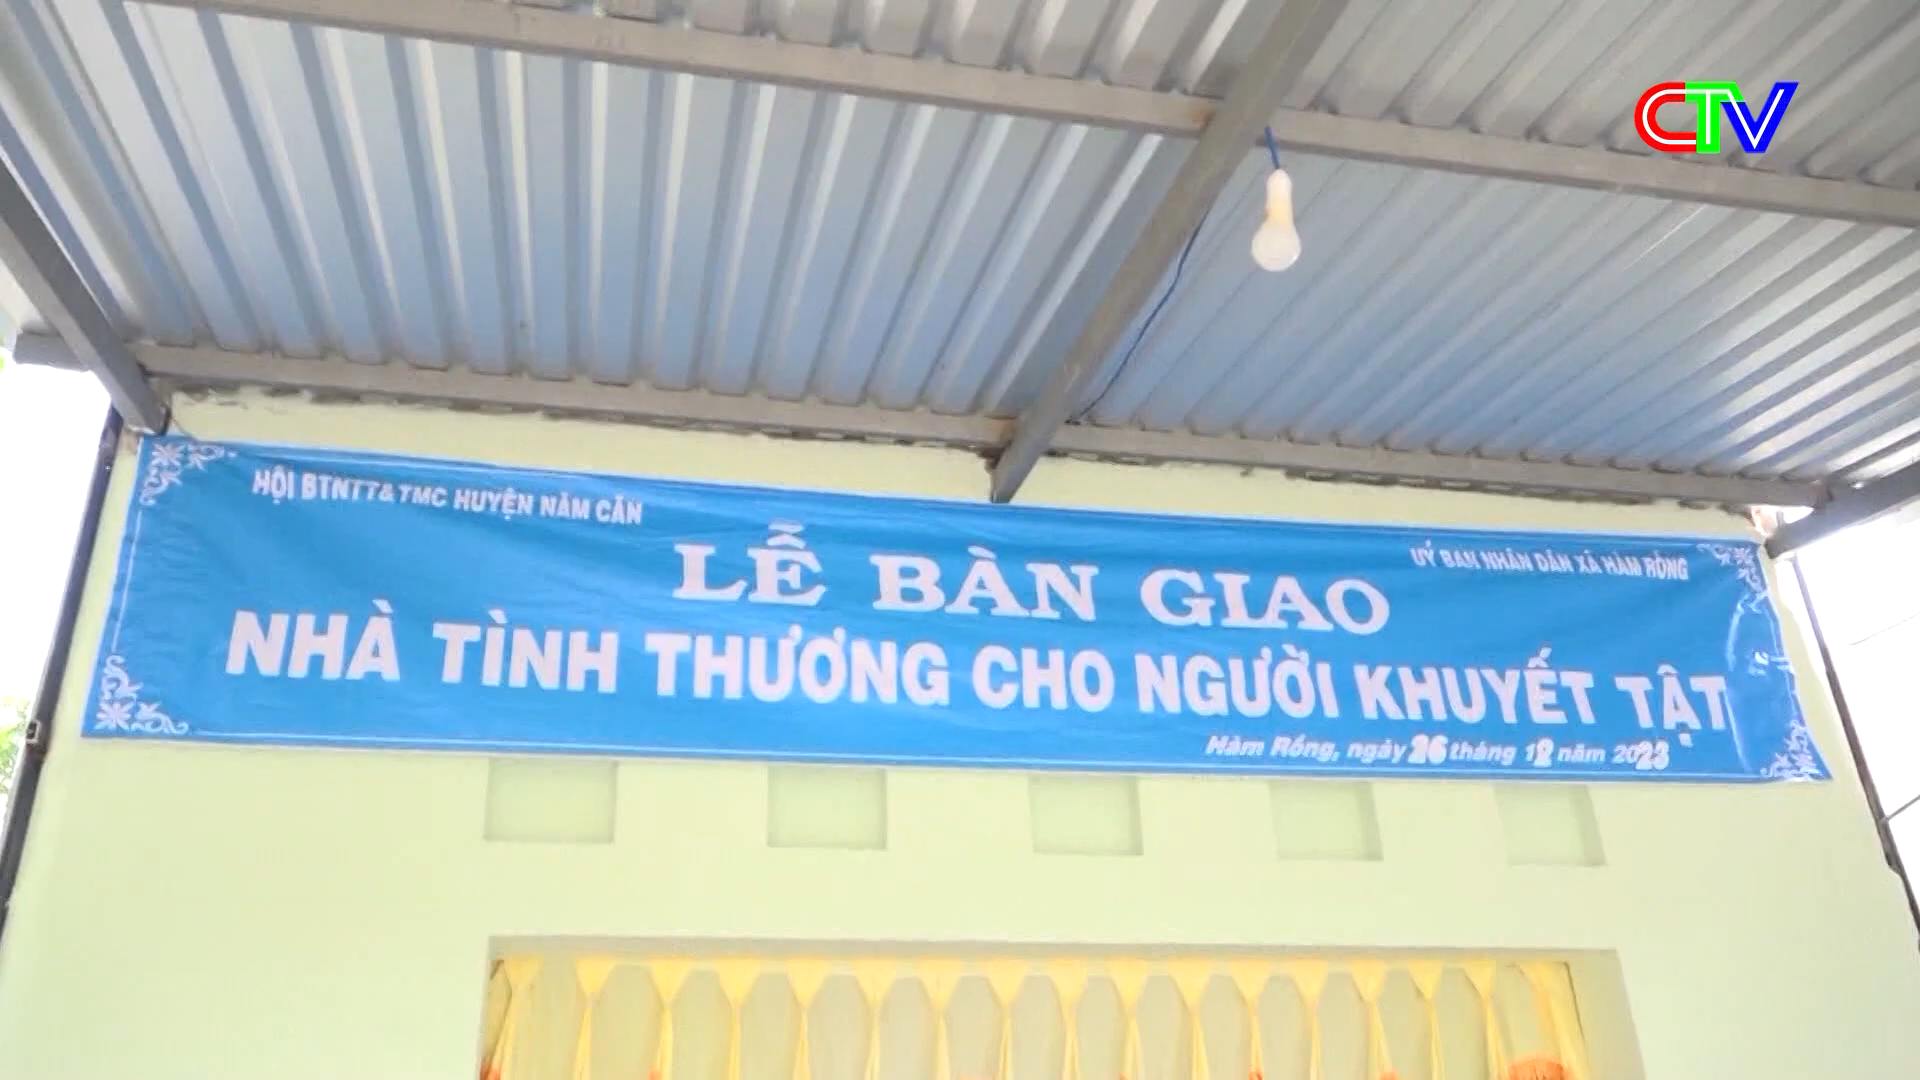 CTV
HỘI BTNTT&TMC HUYỆN NĂM CĂN
UỶ BAN NHÂN DÂN XÃ HÀM RỒNG
LỄ BÀN GIAO
NHÀ TÌNH THƯƠNG CHO NGƯỜI KHUYẾT TẬT
Hàm Rồng, ngày 26 tháng 12 năm 2023